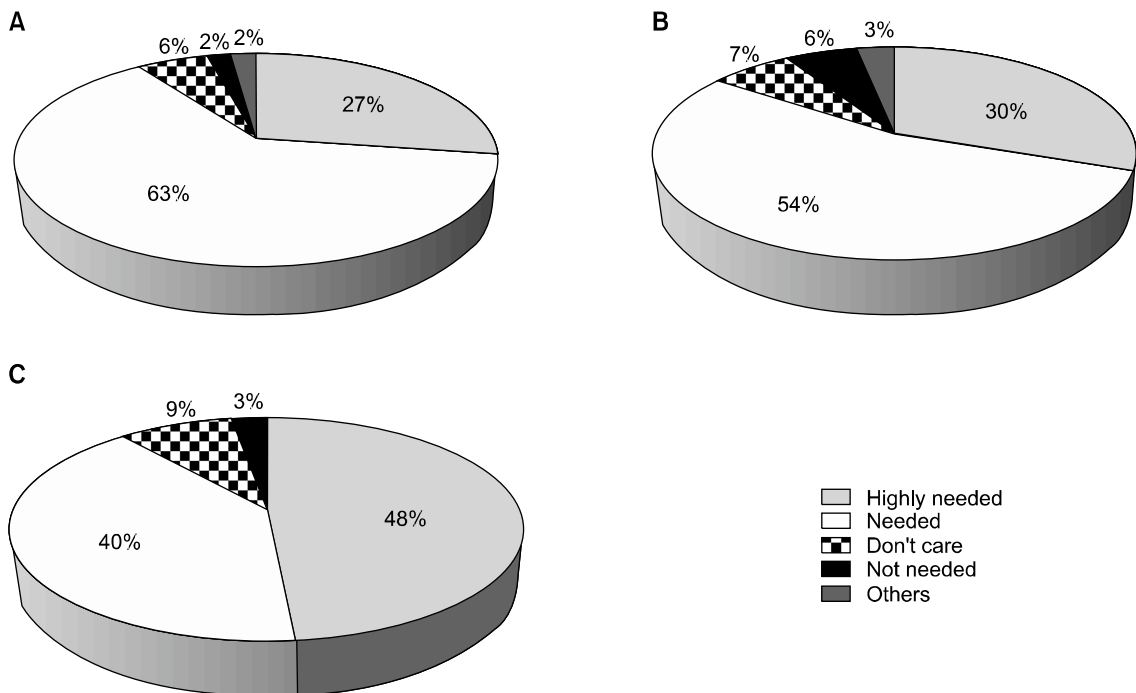 A
6%
2%
2%
27%
63%
B
7%
6%
3%
30%
54%
C
9%
3%
48%
40%
Highly needed
Needed
Don't care
Not needed
Others